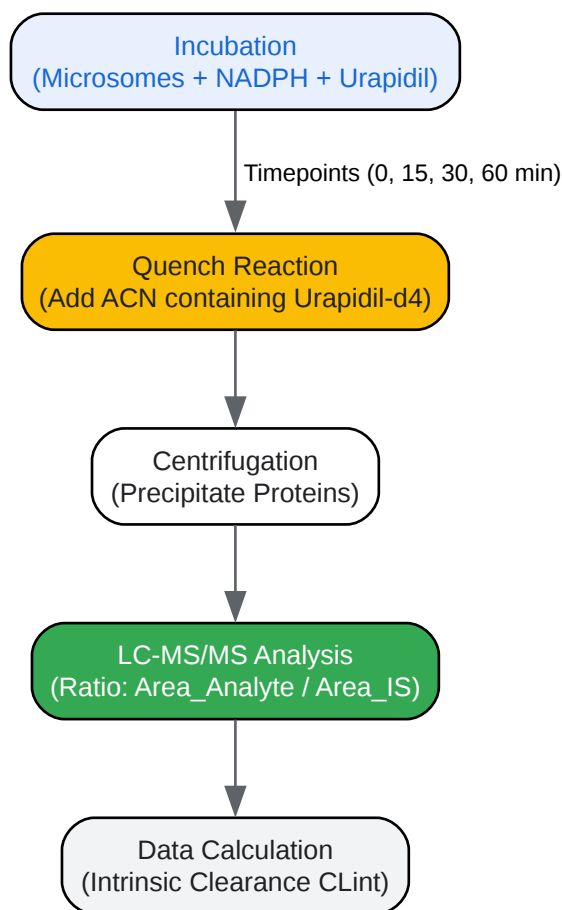 Incubation
(Microsomes + NADPH + Urapidil)
Timepoints (0, 15, 30, 60 min)
Quench Reaction
(Add ACN containing Urapidil-d4)
Centrifugation
(Precipitate Proteins)
LC-MS/MS Analysis
(Ratio: Area_Analyte / Area_IS)
Data Calculation
(Intrinsic Clearance CLint)